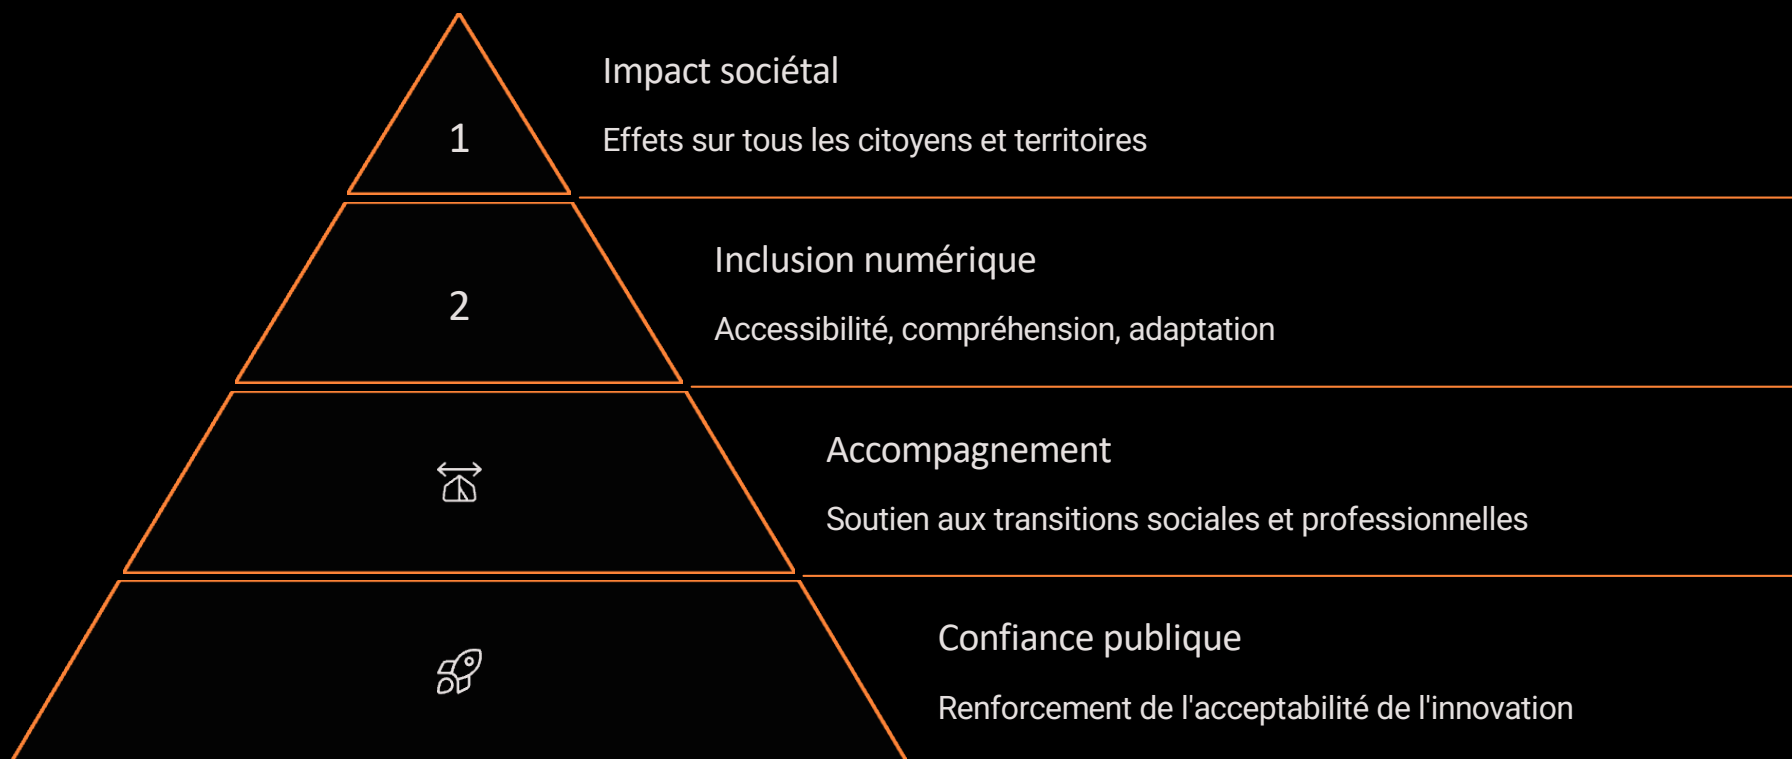 Impact sociétal
1
Effets sur tous les citoyens et territoires
Inclusion numérique
2
Accessibilité, compréhension, adaptation
Accompagnement
Soutien aux transitions sociales et professionnelles
Confiance publique
Renforcement de l'acceptabilité de l'innovation